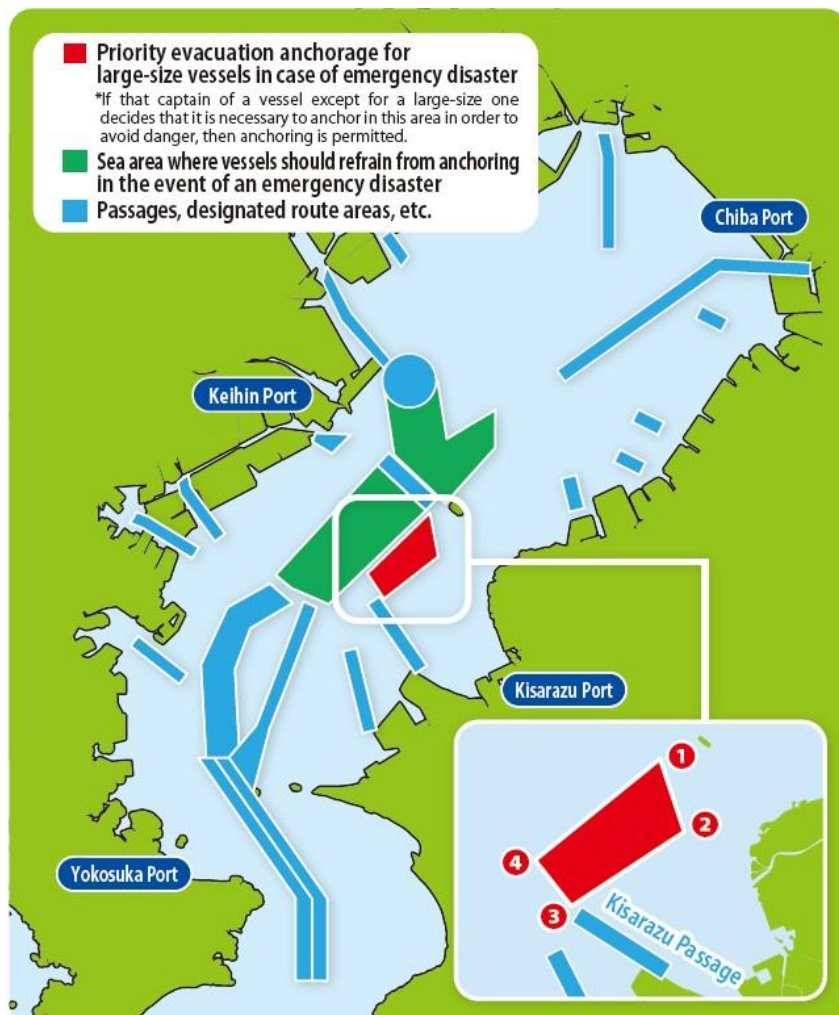 Priority evacuation anchorage for
large-size vessels in case of emergency disaster
*If that captain of a vessel except for a large-size one
decides that it is necessary to anchor in this area in order to
avoid danger, then anchoring is permitted.
Sea area where vessels should refrain from anchoring
in the event of an emergency disaster
Passages, designated route areas, etc.
Chiba Port
Keihin Port
Kisarazu Port
Yokosuka Port
1
2
4
3
Kisarazu Passage